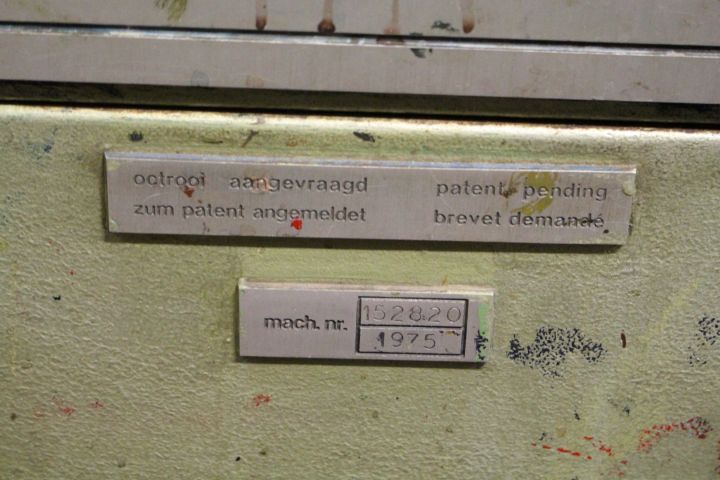 octrooi aangevraagd patent pending
zum patent angemeldet brevet demandé
mach. nr. 152820
1975